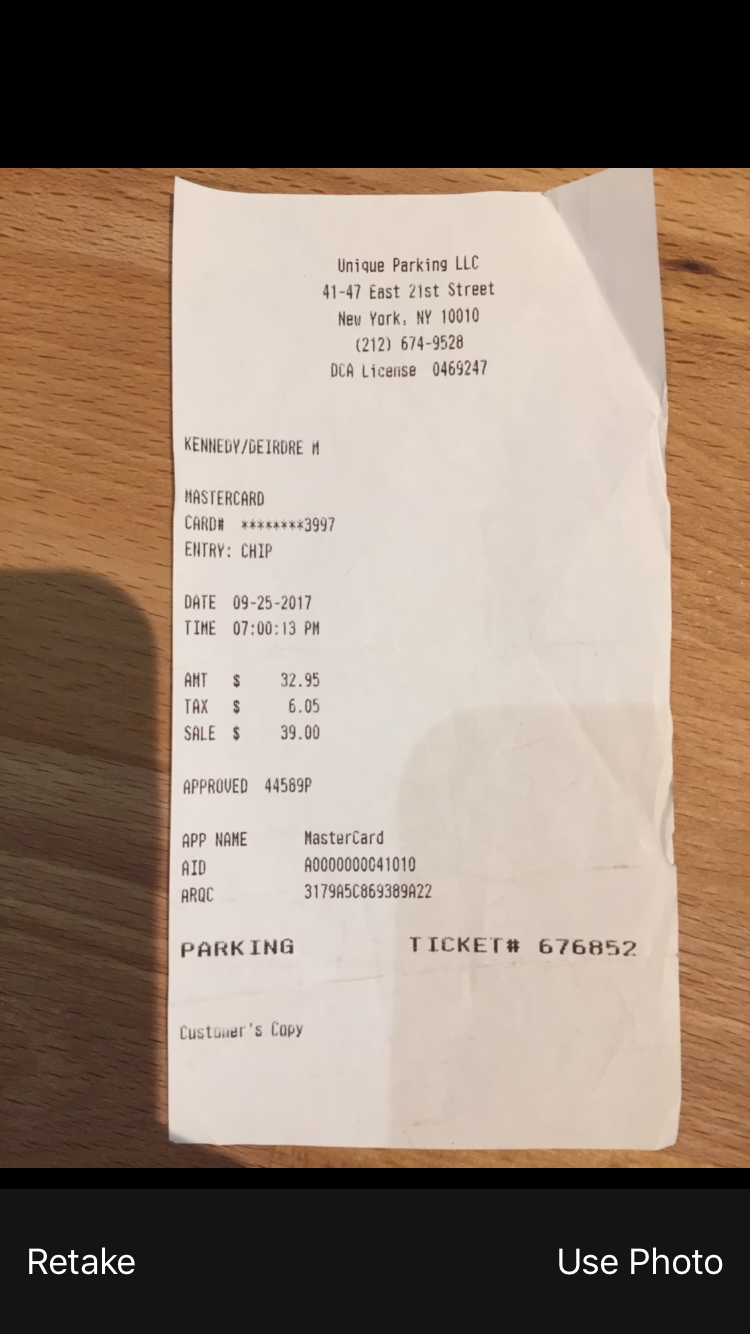 Unique Parking LLC
41-47 East 21st Street
New York, NY 10010
(212) 674-9528
DCA License 0469247
KENNEDY/DEIRDRE M
MASTERCARD
CARD# ********3997
ENTRY: CHIP
DATE 09-25-2017
TIME 07:00:13 PM
AMT $ 32.95
TAX $ 6.05
SALE $ 39.00
APPROVED 44589P
APP NAME MasterCard
AID A0000000041010
ARQC 3179A5C869389A22
PARKING TICKET# 676852
Customer's Copy
Retake Use Photo